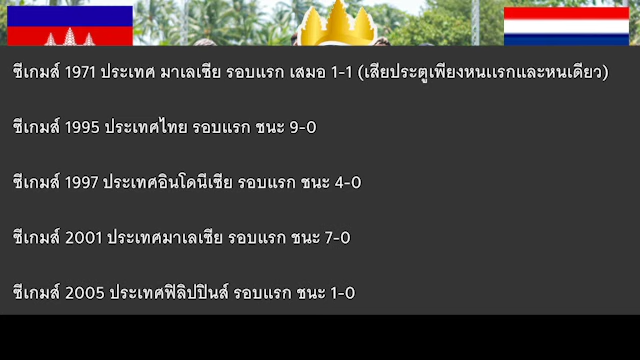 ซีเกมส์ 1971 ประเทศ มาเลเซีย รอบแรก เสมอ 1-1 (เสียประตูเพียงหนแรกและหนเดียว)
ซีเกมส์ 1995 ประเทศไทย รอบแรก ชนะ 9-0
ซีเกมส์ 1997 ประเทศอินโดนีเซีย รอบแรก ชนะ 4-0
ซีเกมส์ 2001 ประเทศมาเลเซีย รอบแรก ชนะ 7-0
ซีเกมส์ 2005 ประเทศฟิลิปปินส์ รอบแรก ชนะ 1-0